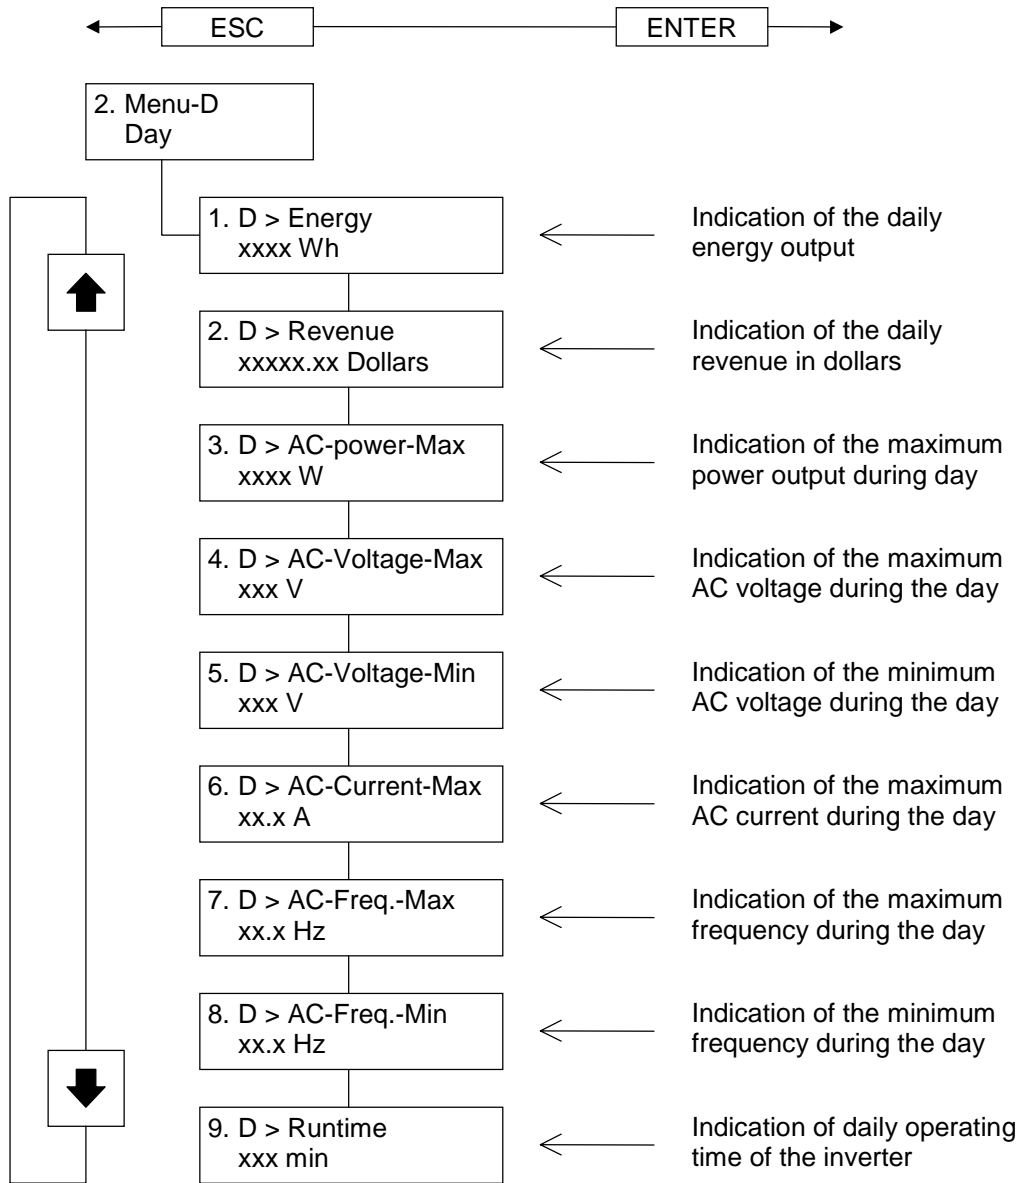 ESC
ENTER
2. Menu-D
Day
1. D > Energy
xxxx Wh
Indication of the daily
energy output
2. D > Revenue
xxxxx.xx Dollars
Indication of the daily
revenue in dollars
3. D > AC-power-Max
xxxx W
Indication of the maximum
power output during day
4. D > AC-Voltage-Max
xxx V
Indication of the maximum
AC voltage during the day
5. D > AC-Voltage-Min
xxx V
Indication of the minimum
AC voltage during the day
6. D > AC-Current-Max
xx.x A
Indication of the maximum
AC current during the day
7. D > AC-Freq.-Max
xx.x Hz
Indication of the maximum
frequency during the day
8. D > AC-Freq.-Min
xx.x Hz
Indication of the minimum
frequency during the day
9. D > Runtime
xxx min
Indication of daily operating
time of the inverter